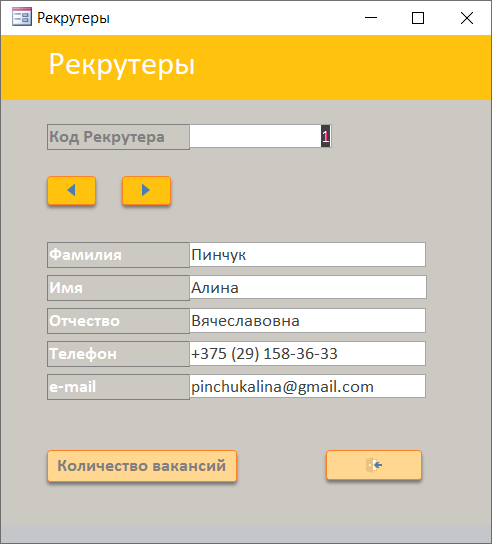 Рекрутеры
Рекрутеры
Код Рекрутера 1
Фамилия Пинчук
Имя Алина
Отчество Вячеславовна
Телефон +375 (29) 158-36-33
e-mail pinchukalina@gmail.com
Количество вакансий